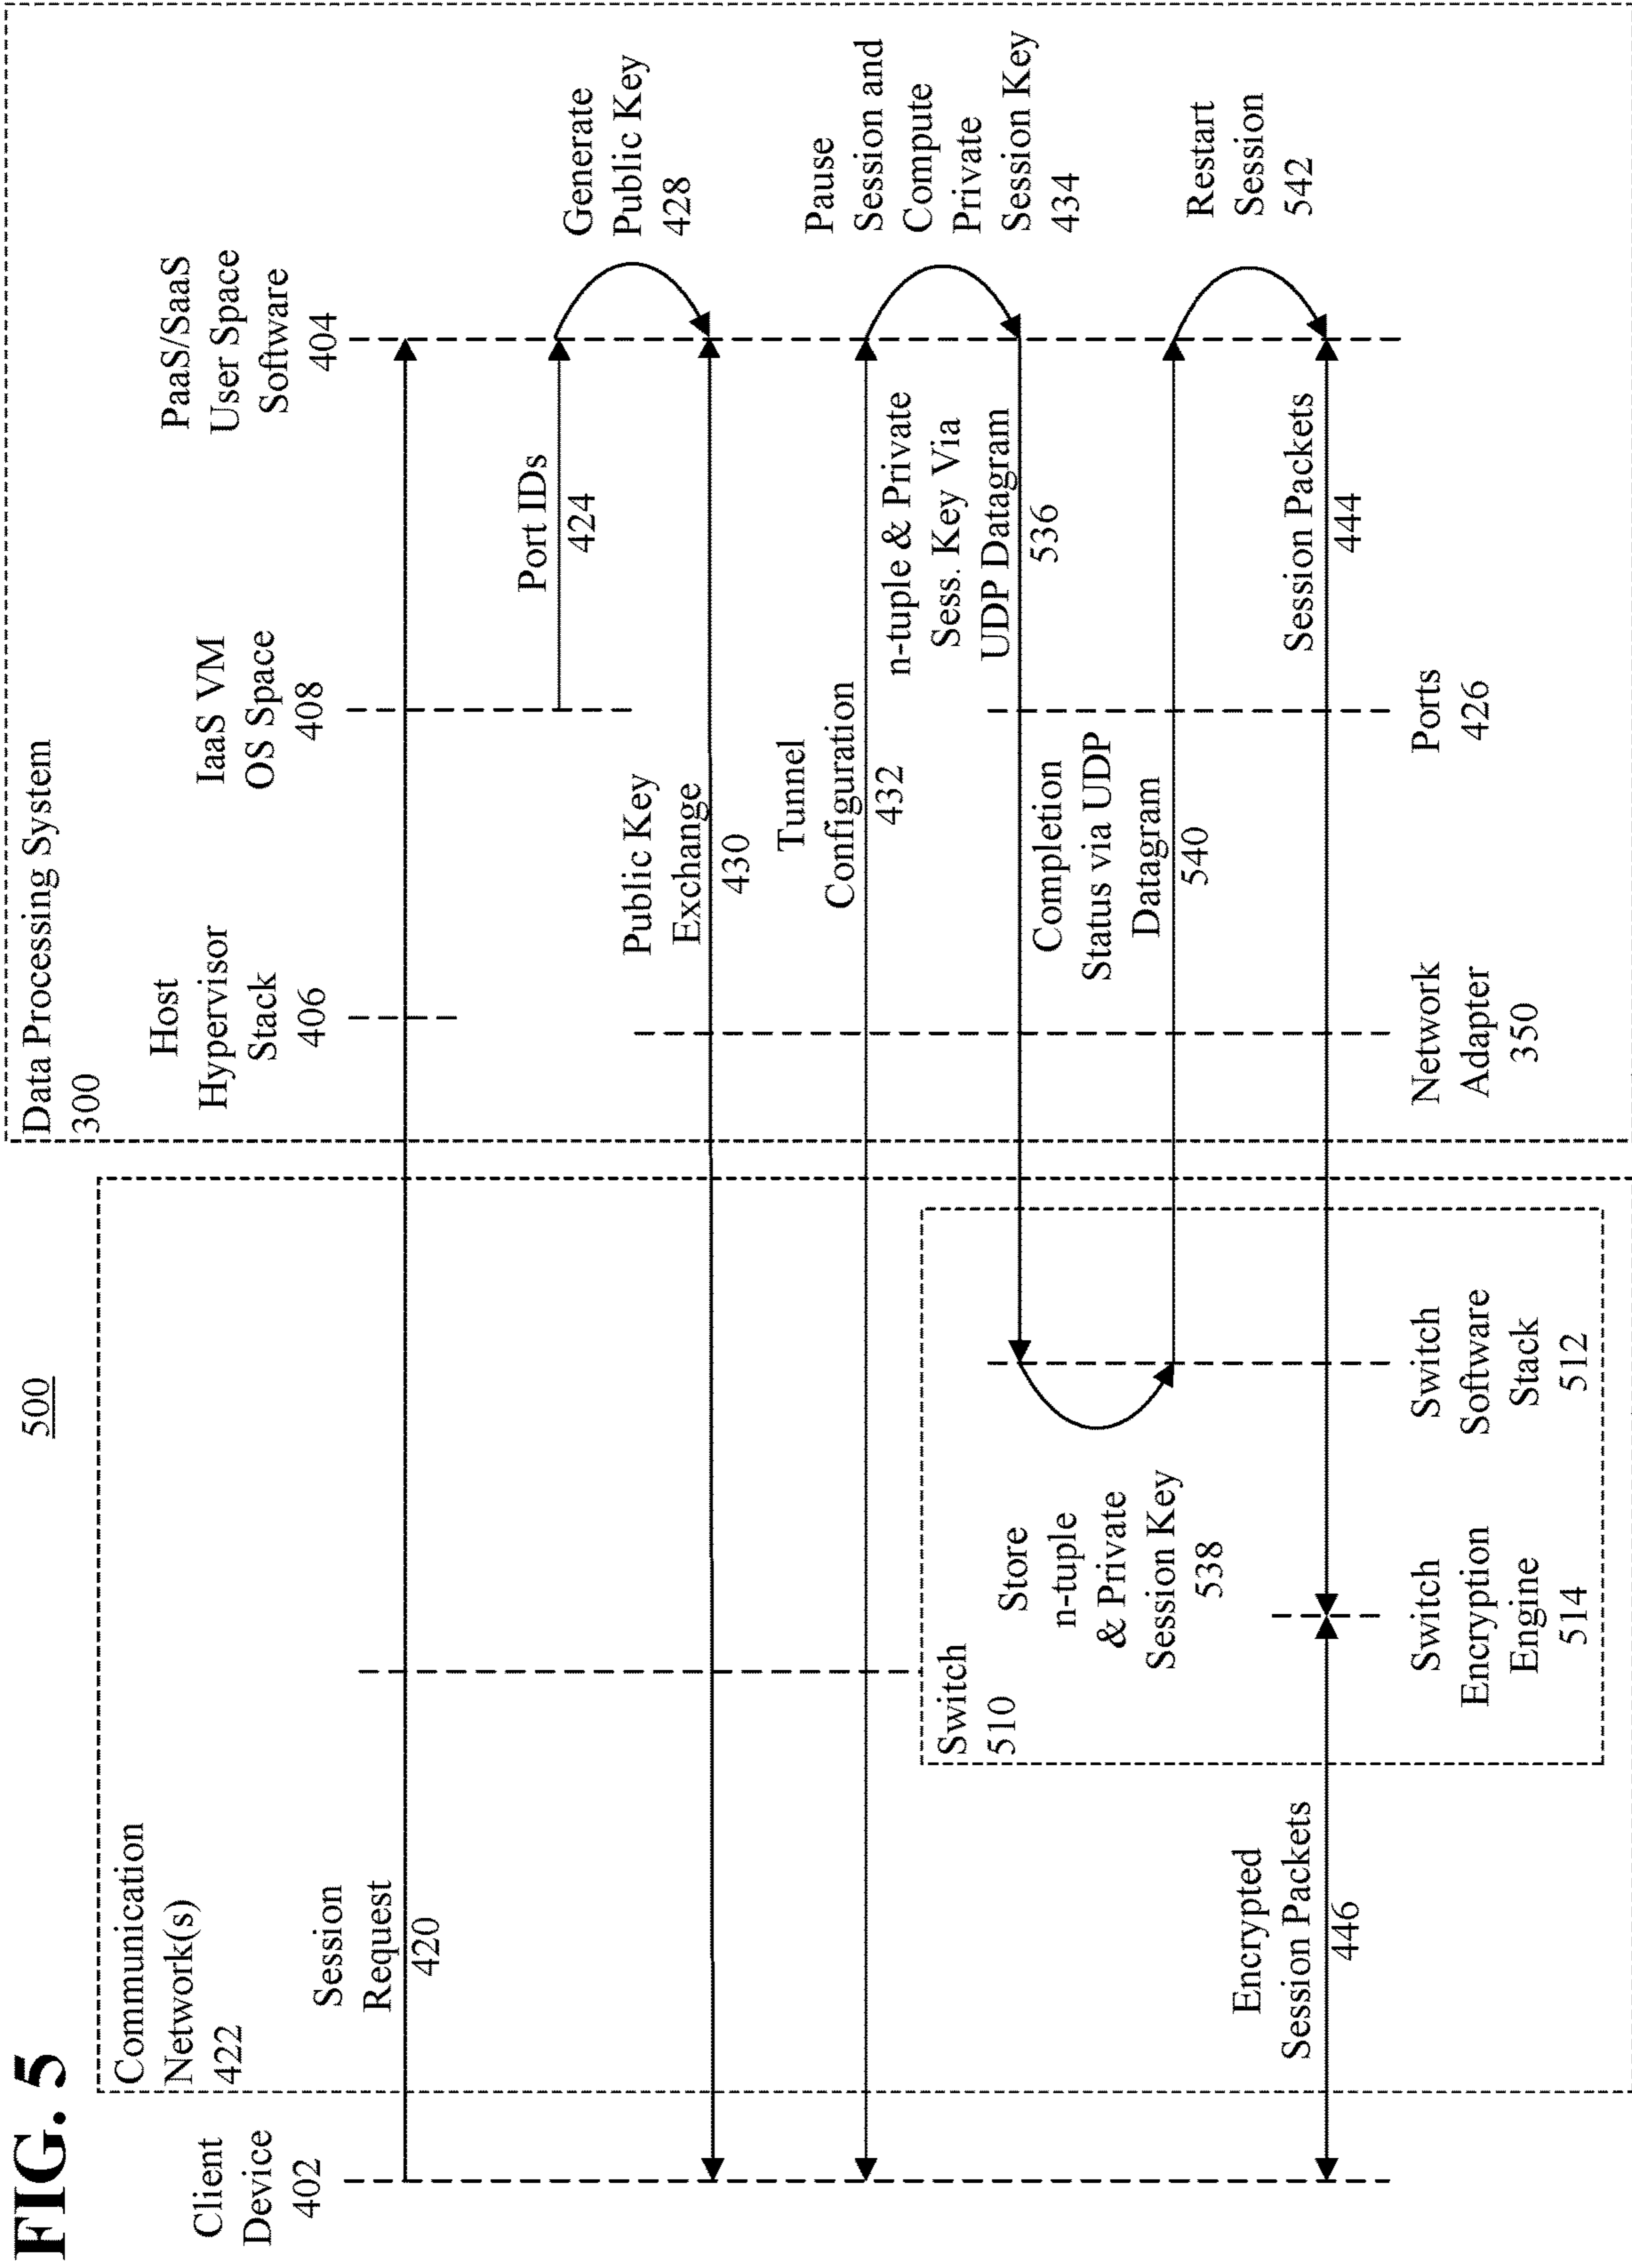 FIG. 5
500
Client
Device
402
Communication
Network(s)
422
Data Processing System
300
Host
Hypervisor
Stack
406
IaaS VM
OS Space
408
PaaS/SaaS
User Space
Software
404
Session
Request
420
Port IDs
424
Generate
Public Key
428
Public Key
Exchange
430
Tunnel
Configuration
432
Pause
Session and
Compute
Private
Session Key
434
n-tuple & Private
Sess. Key Via
UDP Datagram
536
Switch
510
Store
n-tuple
& Private
Session Key
538
Completion
Status via UDP
Datagram
540
Restart
Session
542
Encrypted
Session Packets
446
Session Packets
444
Switch
Encryption
Engine
514
Switch
Software
Stack
512
Network
Adapter
350
Ports
426